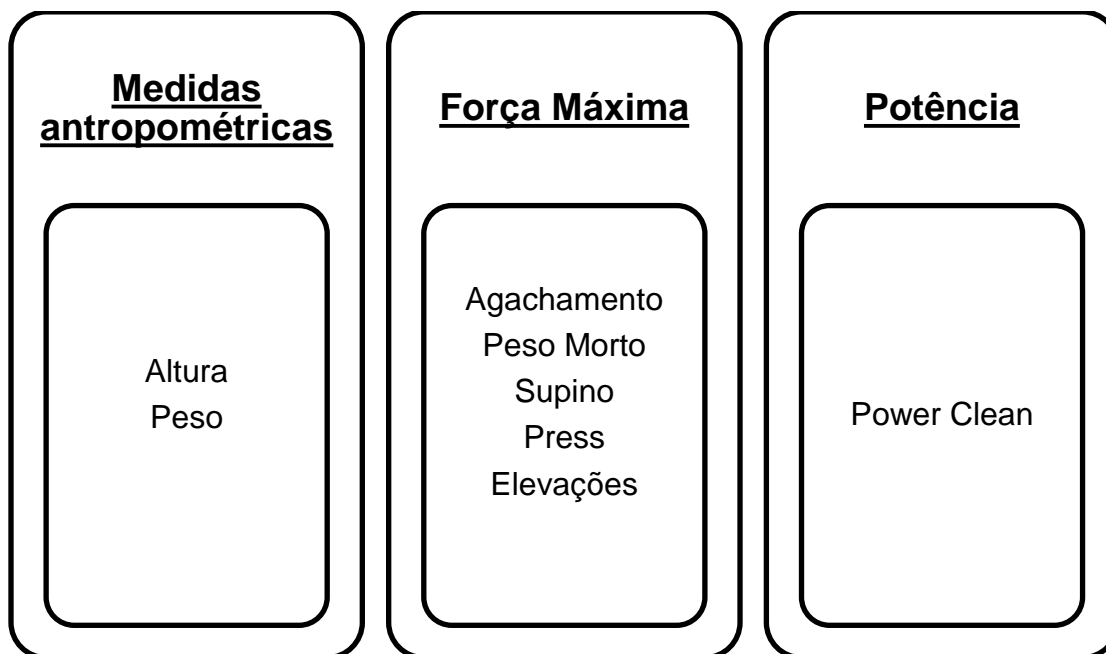 Medidas
antropométricas
Altura
Peso
Força Máxima
Agachamento
Peso Morto
Supino
Press
Elevações
Potência
Power Clean